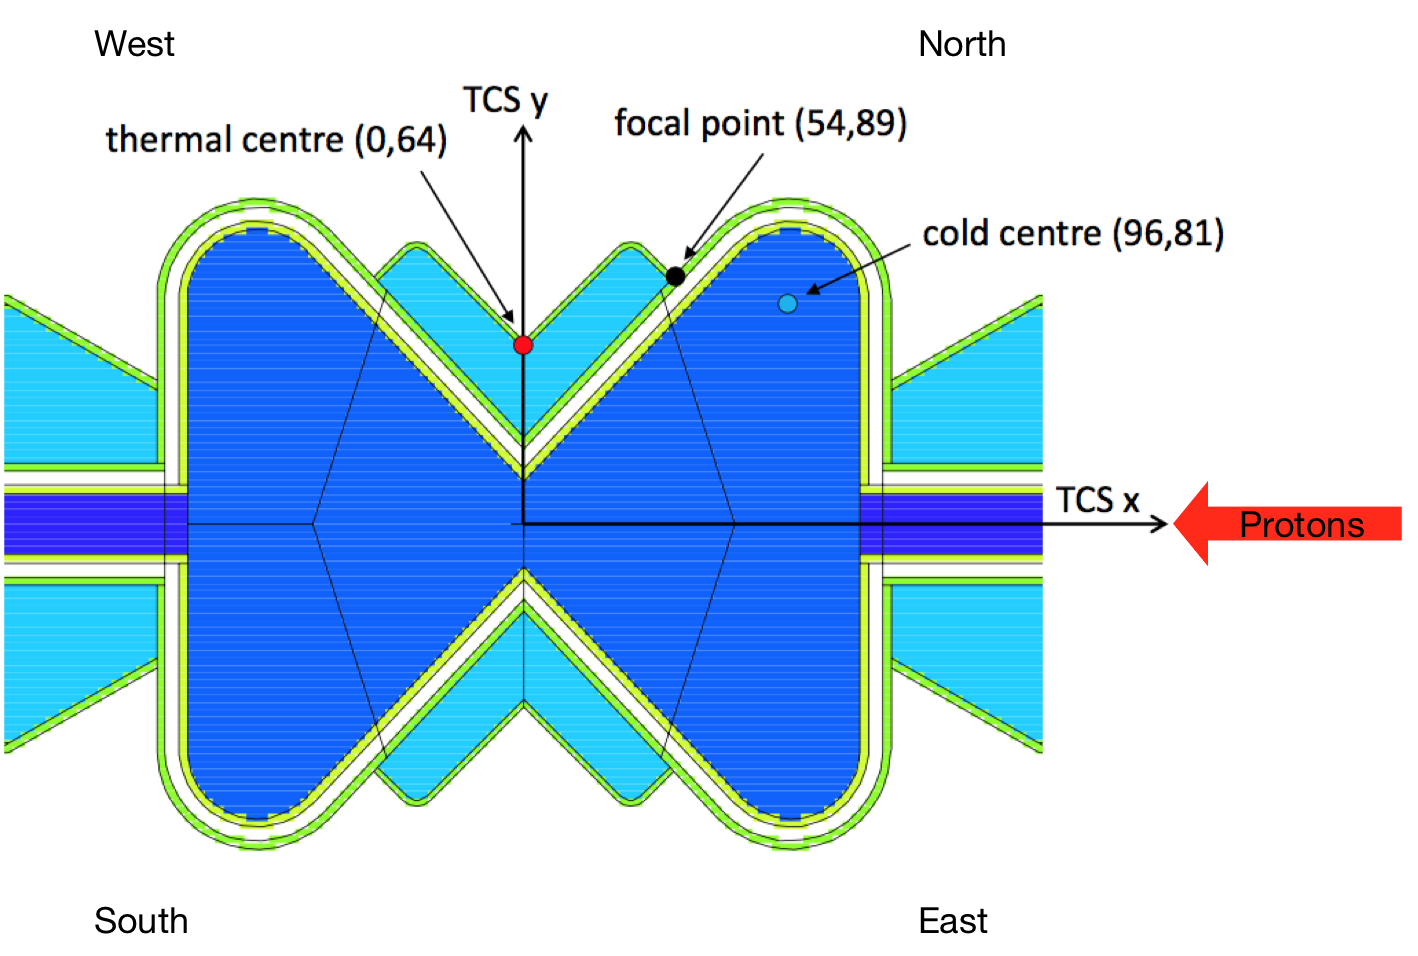 West
North
TCS y
focal point (54,89)
thermal centre (0,64)
cold centre (96,81)
TCS x
Protons
South
East